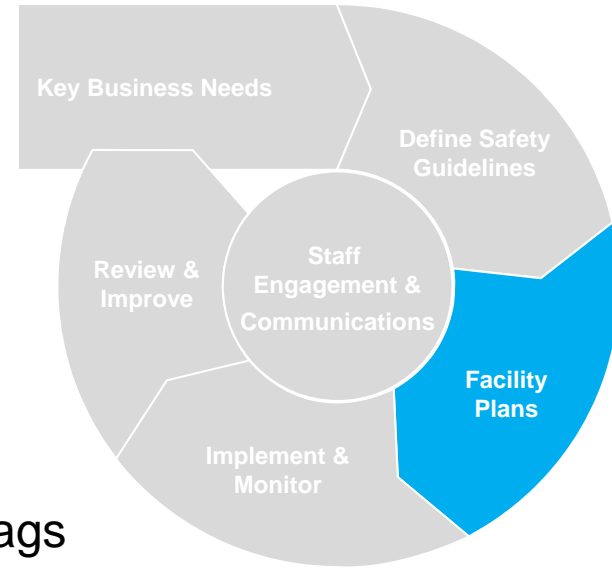 Key Business Needs
Define Safety
Guidelines
Staff
Engagement &
Communications
Review &
Improve
Facility
Plans
Implement &
Monitor
ags